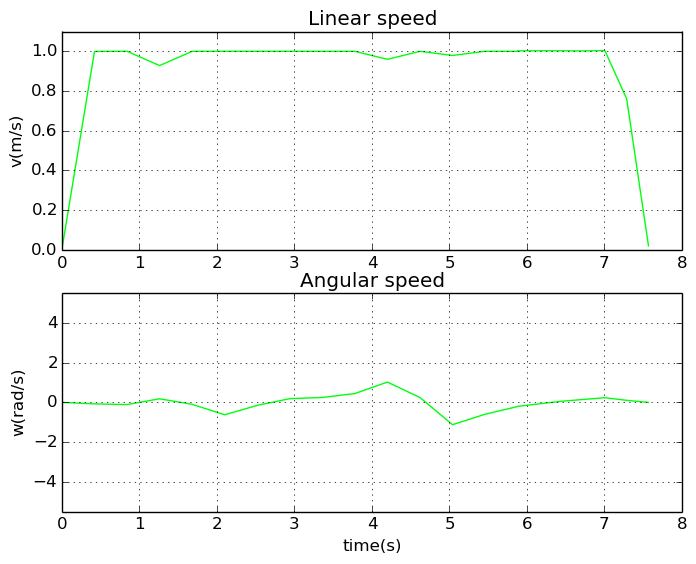 Linear speed
1.0
0.8
0.6
0.4
0.2
0.0
v(m/s)
0 1 2 3 4 5 6 7 8
Angular speed
4
2
0
−2
−4
w(rad/s)
0 1 2 3 4 5 6 7 8
time(s)